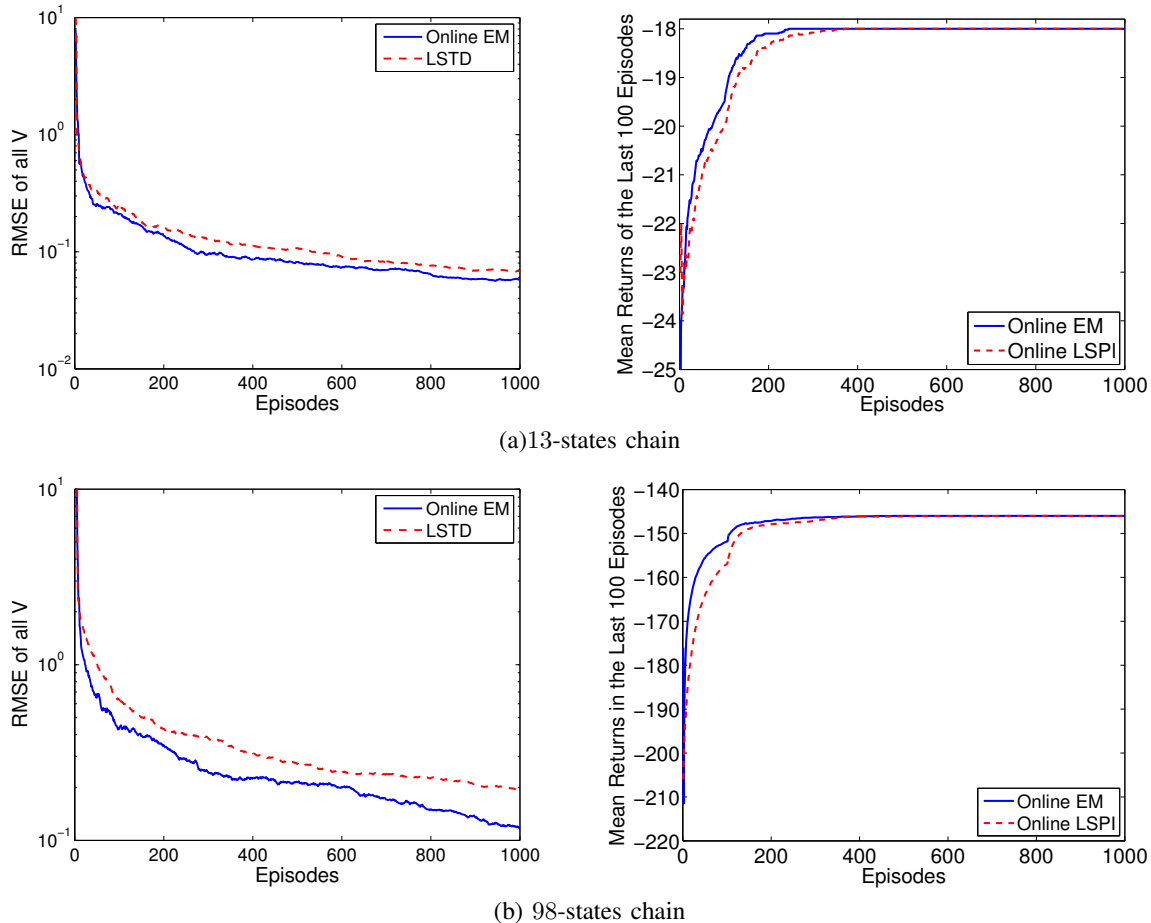 10^1
10^0
10^-1
10^-2
0 200 400 600 800 1000
RMSE of all V
Episodes
Online EM
LSTD
-18
-19
-20
-21
-22
-23
-24
-25
0 200 400 600 800 1000
Mean Returns of the Last 100 Episodes
Episodes
Online EM
Online LSPI
(a)13-states chain
10^1
10^0
10^-1
0 200 400 600 800 1000
RMSE of all V
Episodes
Online EM
LSTD
-140
-150
-160
-170
-180
-190
-200
-210
-220
0 200 400 600 800 1000
Mean Returns in the Last 100 Episodes
Episodes
Online EM
Online LSPI
(b) 98-states chain